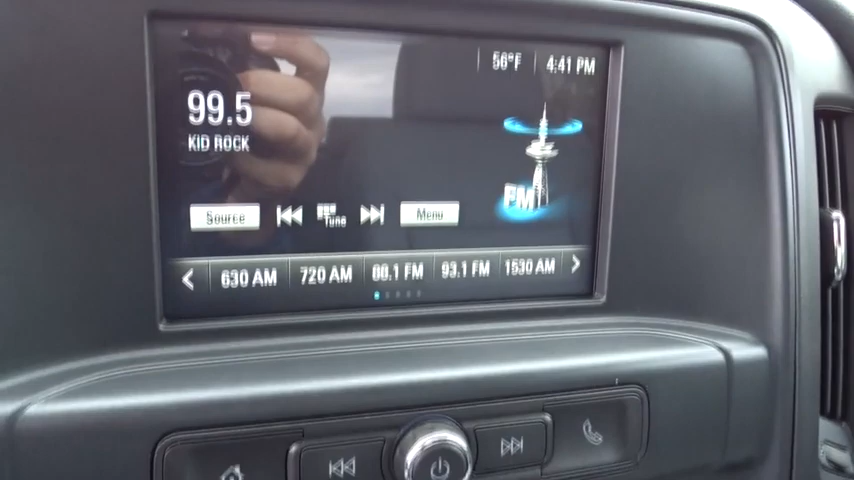 56°F 4:41 PM
99.5
KID ROCK
FM
Source Tune Menu
630 AM 720 AM 93.1 FM 1530 AM